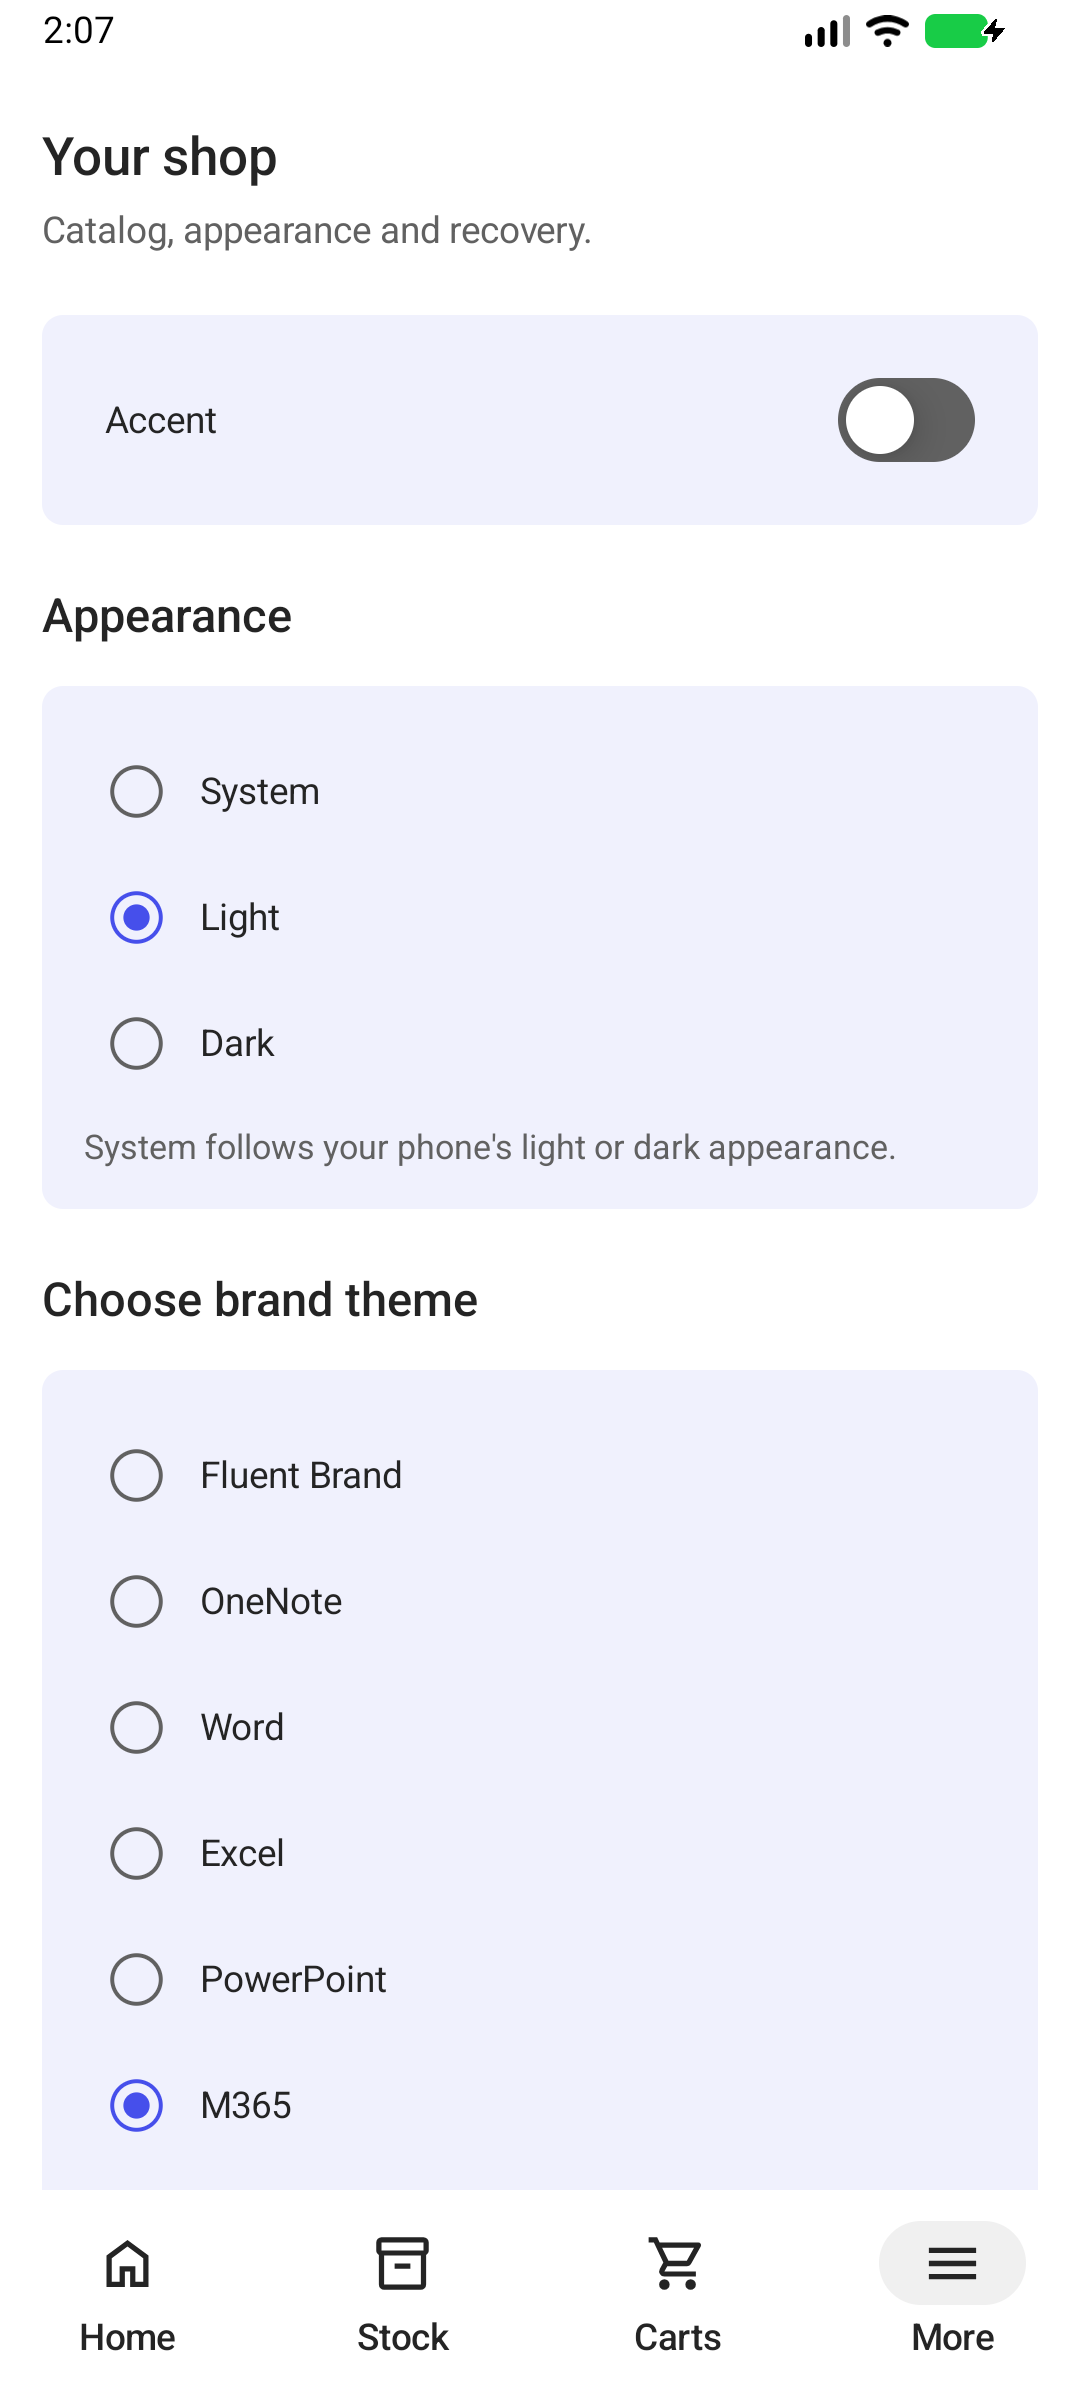 2:07
Your shop
Catalog, appearance and recovery.
Accent
Appearance
System
Light
Dark
System follows your phone's light or dark appearance.
Choose brand theme
Fluent Brand
OneNote
Word
Excel
PowerPoint
M365
Home
Stock
Carts
More